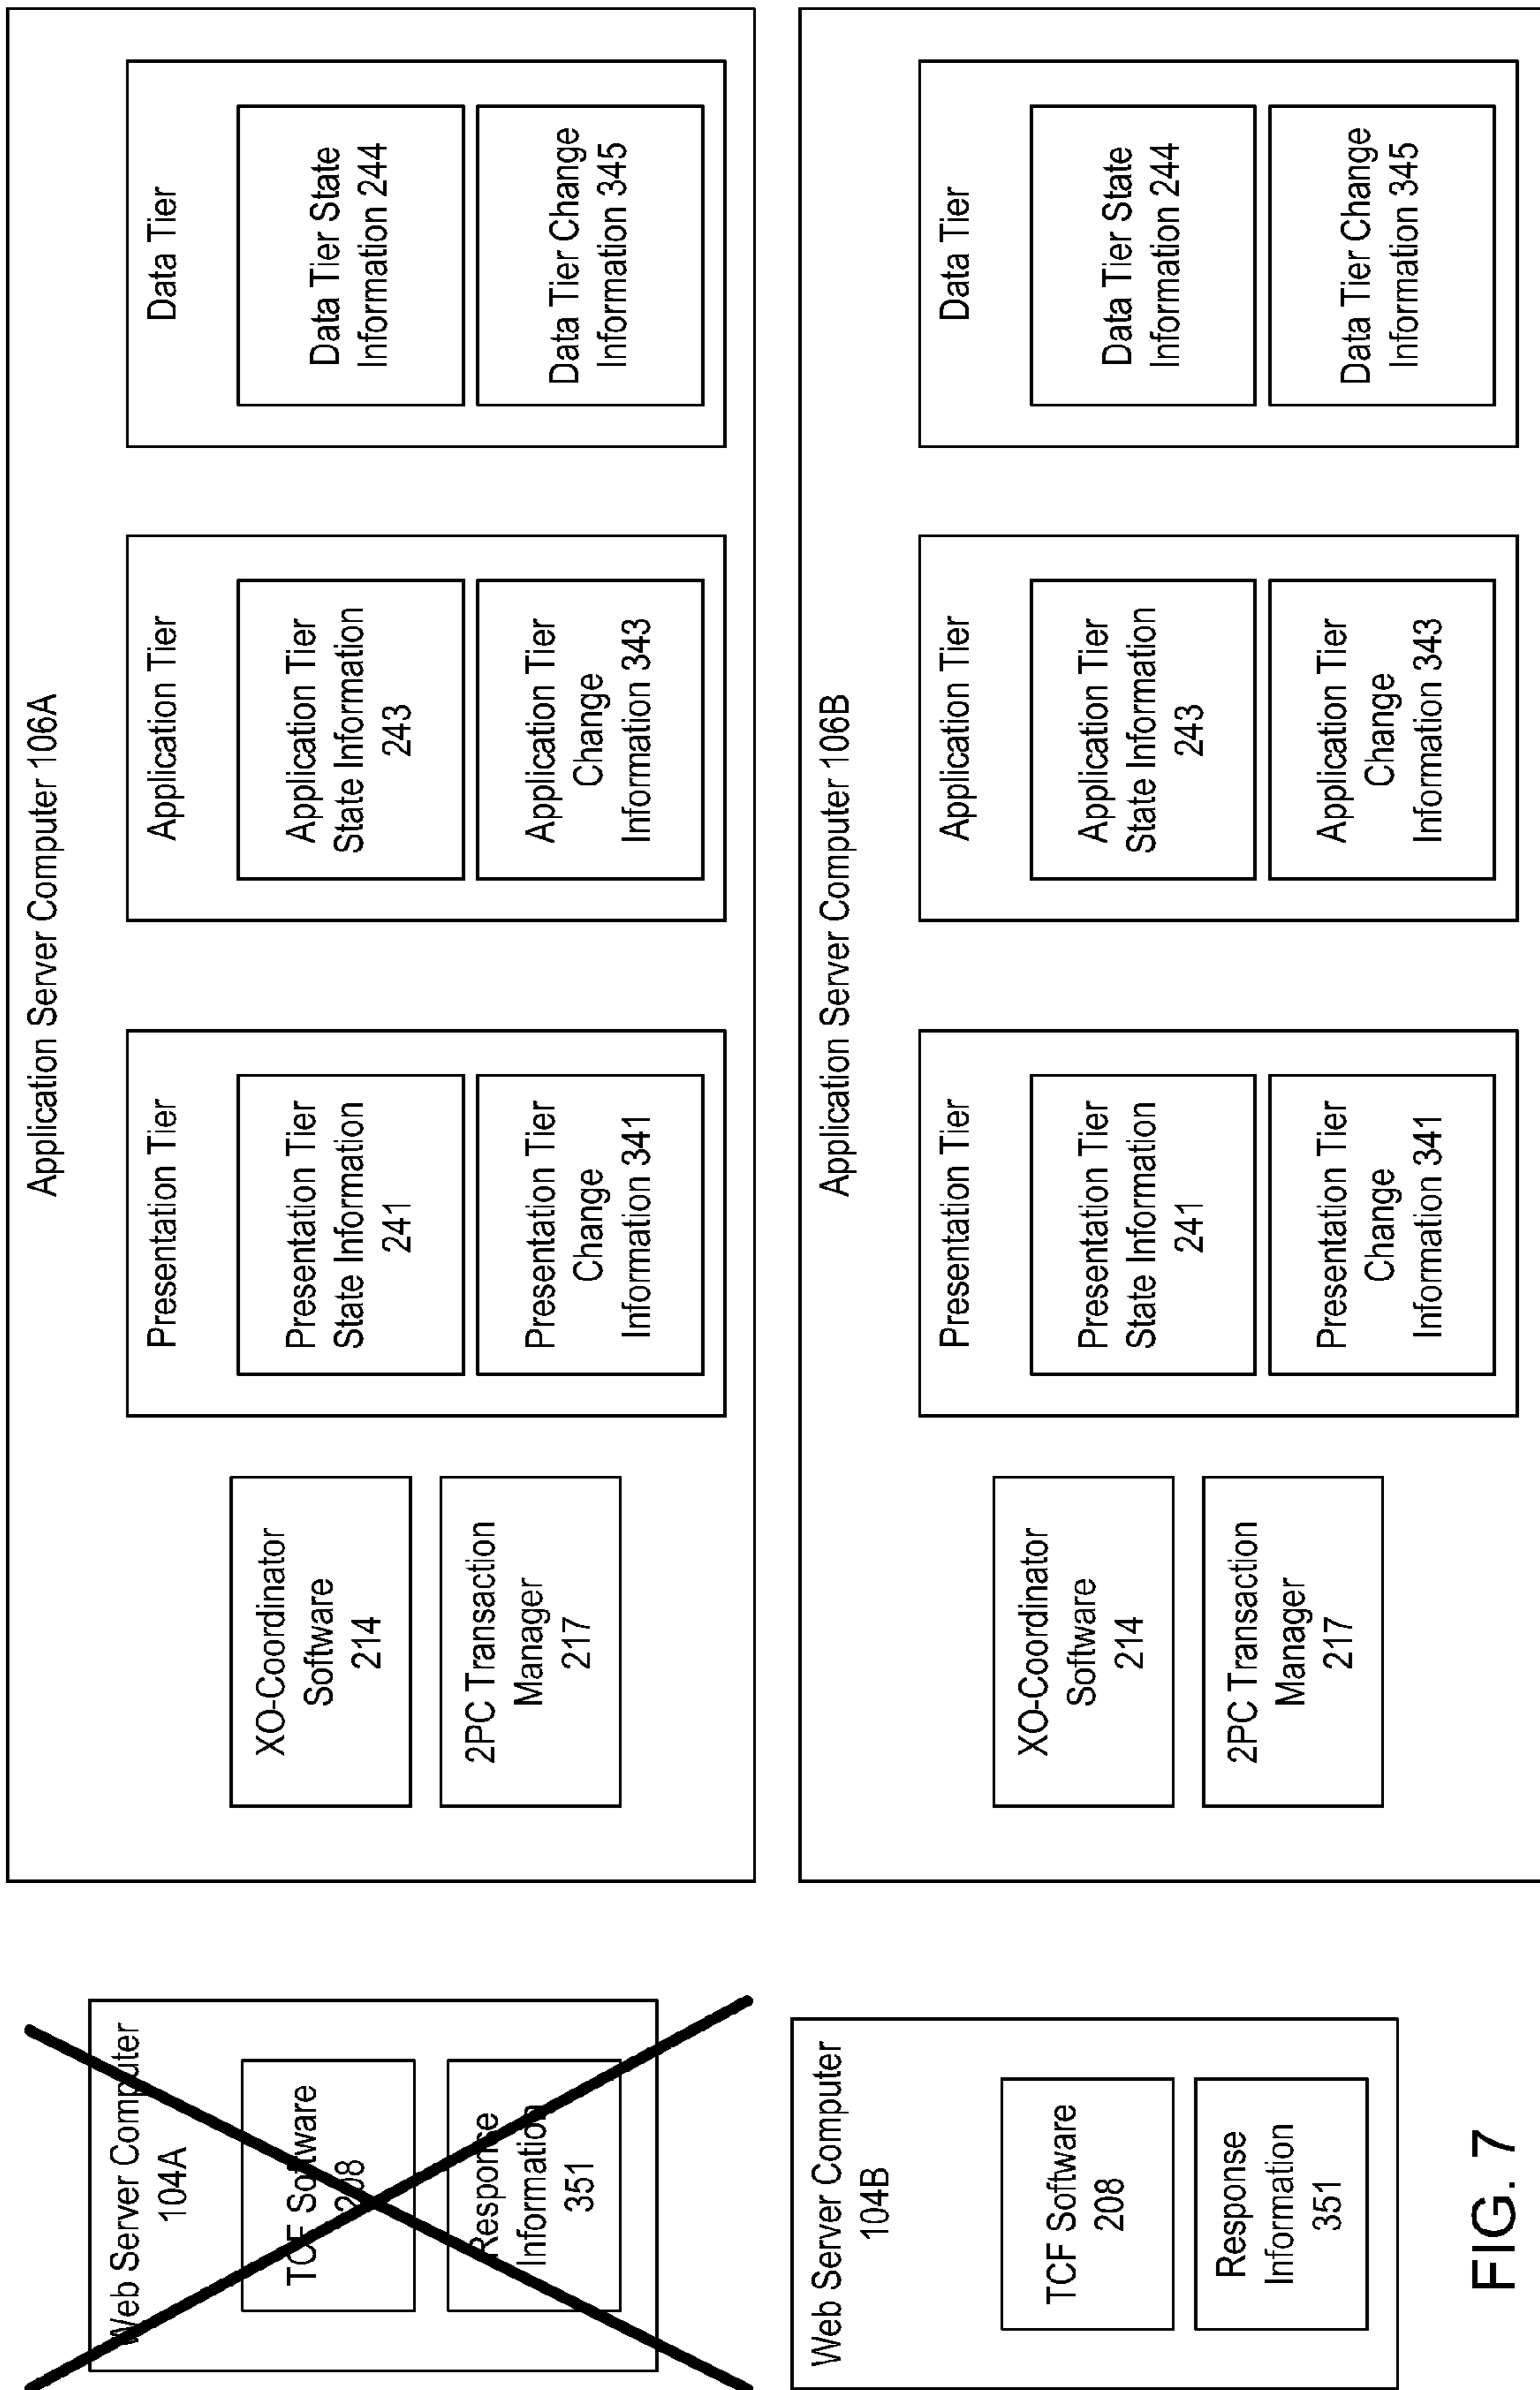 Web Server Computer
104A
TCF Software
208
Response
Information
351
Application Server Computer 106A
XO-Coordinator
Software
214
2PC Transaction
Manager
217
Presentation Tier
Presentation Tier
State Information
241
Presentation Tier
Change
Information 341
Application Tier
Application Tier
State Information
243
Application Tier
Change
Information 343
Data Tier
Data Tier State
Information 244
Data Tier Change
Information 345
Web Server Computer
104B
TCF Software
208
Response
Information
351
Application Server Computer 106B
XO-Coordinator
Software
214
2PC Transaction
Manager
217
Presentation Tier
Presentation Tier
State Information
241
Presentation Tier
Change
Information 341
Application Tier
Application Tier
State Information
243
Application Tier
Change
Information 343
Data Tier
Data Tier State
Information 244
Data Tier Change
Information 345
FIG. 7